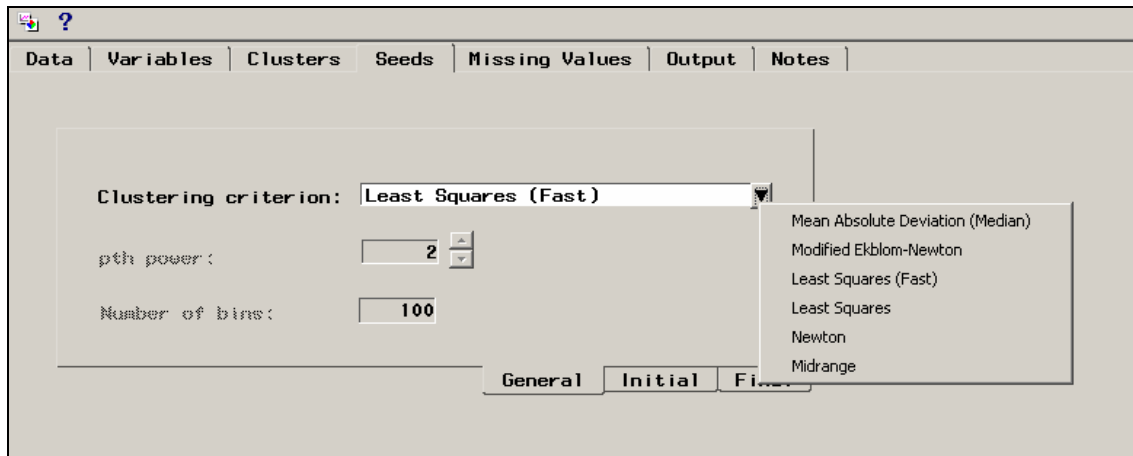 ?
Data Variables Clusters Seeds Missing Values Output Notes
Clustering criterion: Least Squares (Fast)
pth power: 2
Number of bins: 100
Mean Absolute Deviation (Median)
Modified Ekblom-Newton
Least Squares (Fast)
Least Squares
Newton
Midrange
General Initial